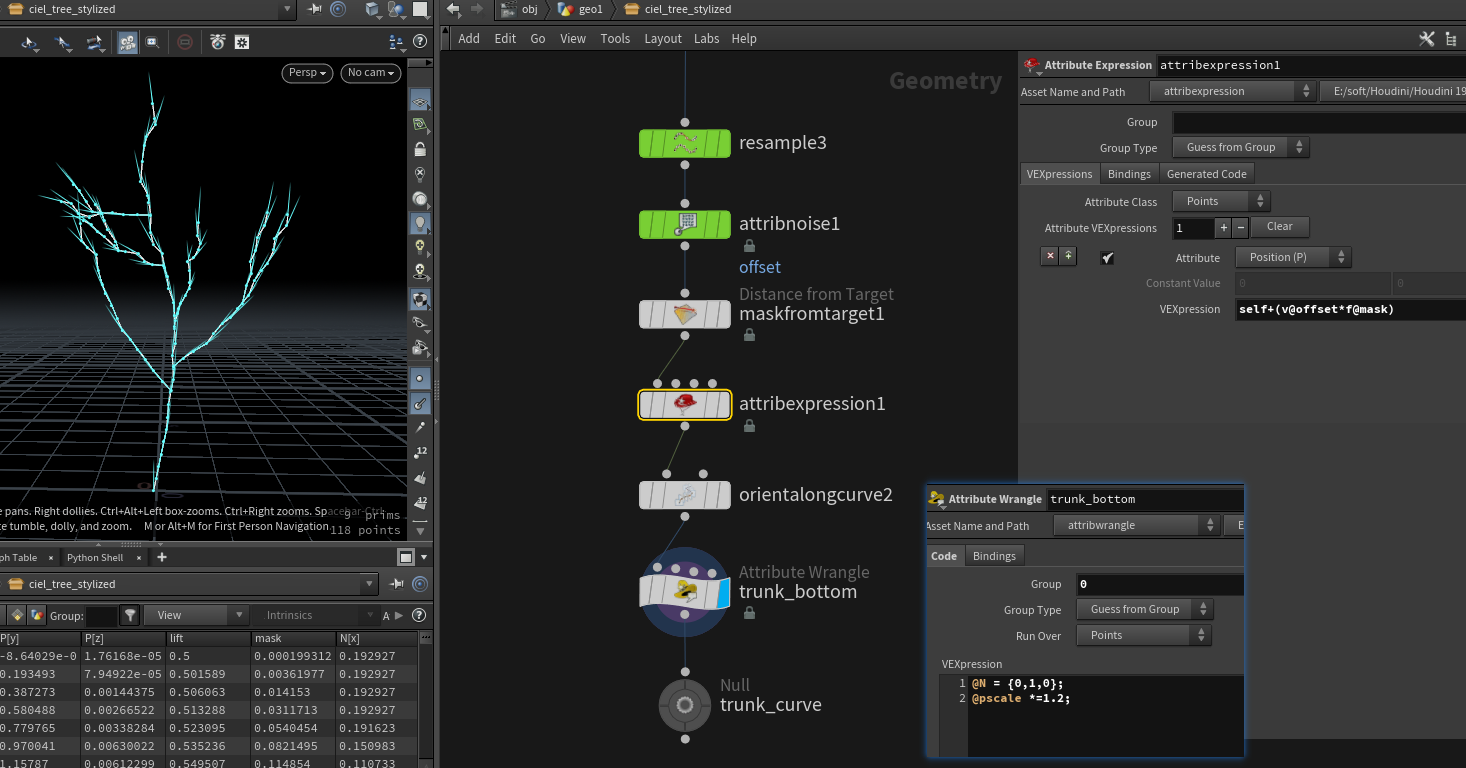 ciel_tree_stylized
obj
geo1
ciel_tree_stylized
Add Edit Go View Tools Layout Labs Help
Persp
No cam
Geometry
resample3
attribnoise1
offset
Distance from Target
maskfromtarget1
attribexpression1
orientalongcurve2
Attribute Wrangle
trunk_bottom
Null
trunk_curve
12
12
e pans. Right dollies. Ctrl+Alt+Left box-zooms. Ctrl+Right zooms. Spacebar-Ctrl-
te tumble, dolly, and zoom. M or Alt+M for First Person Navigation.
prims
118 points
ph Table
Python Shell
ciel_tree_stylized
Group:
View
Intrinsics
A
P[y] P[z] lift mask N[x]
-8.64029e-0 1.76168e-05 0.5 0.000199312 0.192927
0.193493 7.94922e-05 0.501589 0.00361977 0.192927
0.387273 0.00144375 0.506063 0.014153 0.192927
0.580488 0.00266522 0.513288 0.0311713 0.192927
0.779765 0.00338284 0.523095 0.0540454 0.191623
0.970041 0.00630022 0.535236 0.0821495 0.150983
1.15787 0.00612299 0.549507 0.114854 0.110733
Attribute Expression attribexpression1
Asset Name and Path attribexpression E:/soft/Houdini/Houdini 19
Group
Group Type Guess from Group
VEXpressions Bindings Generated Code
Attribute Class Points
Attribute VEXpressions 1 + − Clear
Attribute Position (P)
Constant Value 0 0
VEXpression self+(v@offset*f@mask)
Attribute Wrangle trunk_bottom
Asset Name and Path attribwrangle E
Code Bindings
Group 0
Group Type Guess from Group
Run Over Points
VEXpression
1 @N = {0,1,0};
2 @pscale *=1.2;